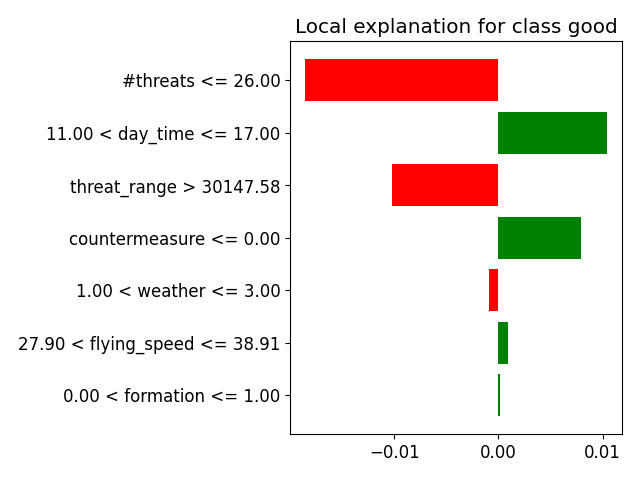 Local explanation for class good
#threats <= 26.00
11.00 < day_time <= 17.00
threat_range > 30147.58
countermeasure <= 0.00
1.00 < weather <= 3.00
27.90 < flying_speed <= 38.91
0.00 < formation <= 1.00
−0.01 0.00 0.01